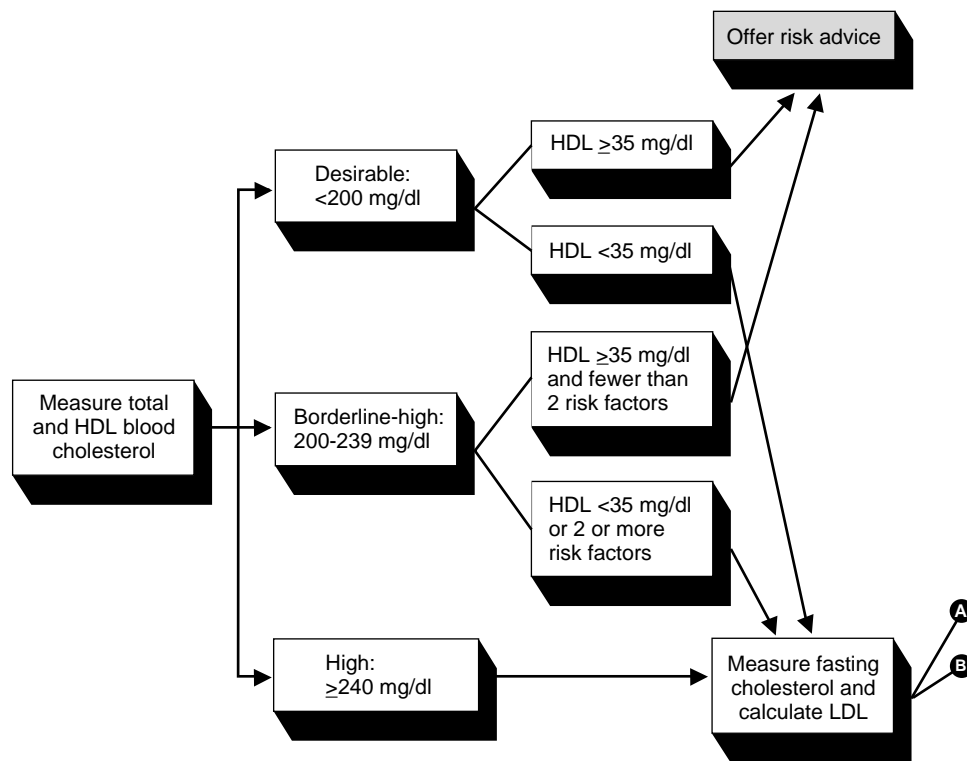 Offer risk advice
HDL ≥35 mg/dl
Desirable:
<200 mg/dl
HDL <35 mg/dl
HDL ≥35 mg/dl
and fewer than
2 risk factors
Measure total
and HDL blood
cholesterol
Borderline-high:
200-239 mg/dl
HDL <35 mg/dl
or 2 or more
risk factors
High:
≥240 mg/dl
Measure fasting
cholesterol and
calculate LDL
A
B